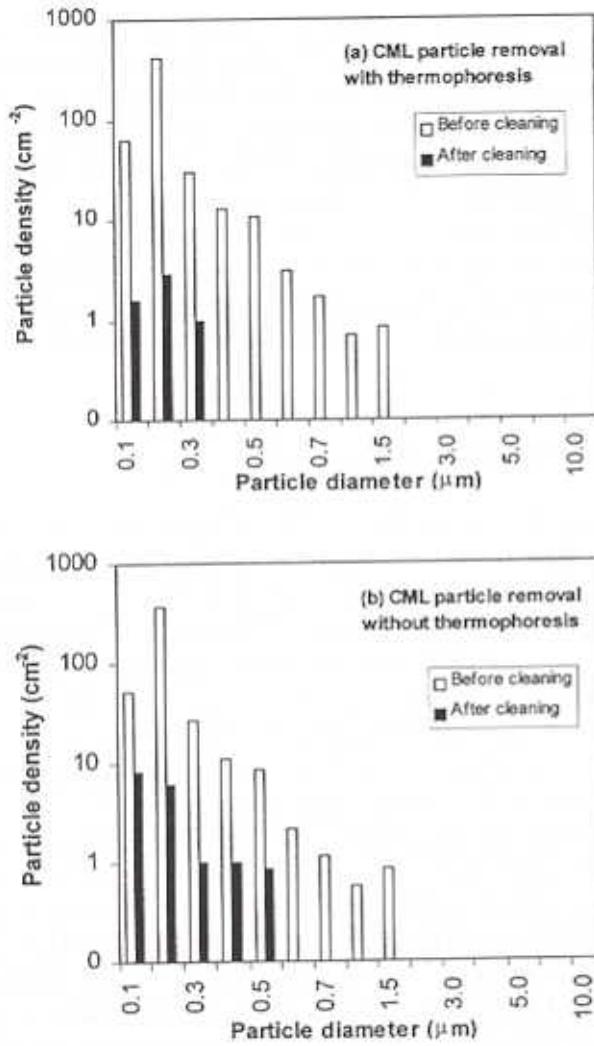 1000
(a) CML particle removal
with thermophoresis
Before cleaning
After cleaning
100
10
1
0
Particle density (cm -2)
0.1 0.3 0.5 0.7 1.5 3.0 5.0 10.0
Particle diameter (μm)
1000
(b) CML particle removal
without thermophoresis
Before cleaning
After cleaning
100
10
1
0
Particle density (cm-2)
0.1 0.3 0.5 0.7 1.5 3.0 5.0 10.0
Particle diameter (μm)